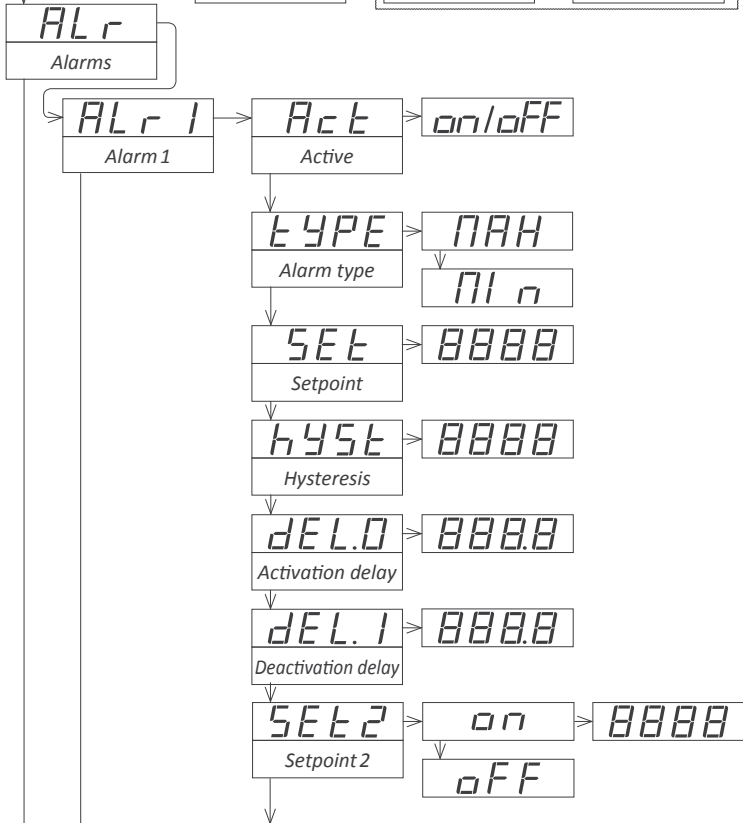 ALr
Alarms
ALr 1
Alarm 1
Act
Active
on/oFF
tYPE
Alarm type
MAX
MIn
SEt
Setpoint
8888
hYSt
Hysteresis
8888
dEL.0
Activation delay
888.8
dEL.1
Deactivation delay
888.8
SEt2
Setpoint 2
on
8888
oFF